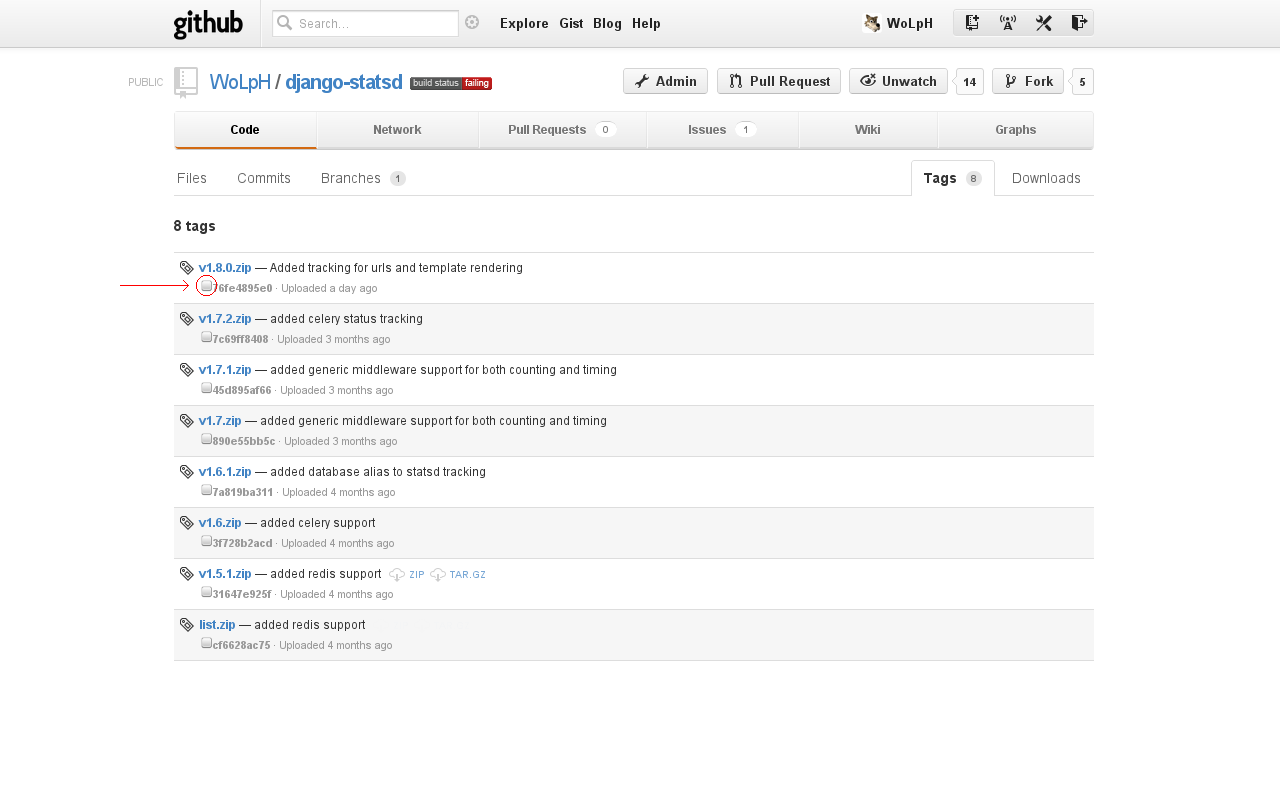 github Search... Explore Gist Blog Help WoLpH
PUBLIC WoLpH / django-statsd build status failing Admin Pull Request Unwatch 14 Fork 5
Code Network Pull Requests 0 Issues 1 Wiki Graphs
Files Commits Branches 1 Tags 8 Downloads
8 tags
v1.8.0.zip — Added tracking for urls and template rendering
76fe4895e0 · Uploaded a day ago
v1.7.2.zip — added celery status tracking
7c69ff8408 · Uploaded 3 months ago
v1.7.1.zip — added generic middleware support for both counting and timing
45d895af66 · Uploaded 3 months ago
v1.7.zip — added generic middleware support for both counting and timing
890e55bb5c · Uploaded 3 months ago
v1.6.1.zip — added database alias to statsd tracking
7a819ba311 · Uploaded 4 months ago
v1.6.zip — added celery support
3f728b2acd · Uploaded 4 months ago
v1.5.1.zip — added redis support ZIP TAR.GZ
31647e925f · Uploaded 4 months ago
list.zip — added redis support
cf6628ac75 · Uploaded 4 months ago